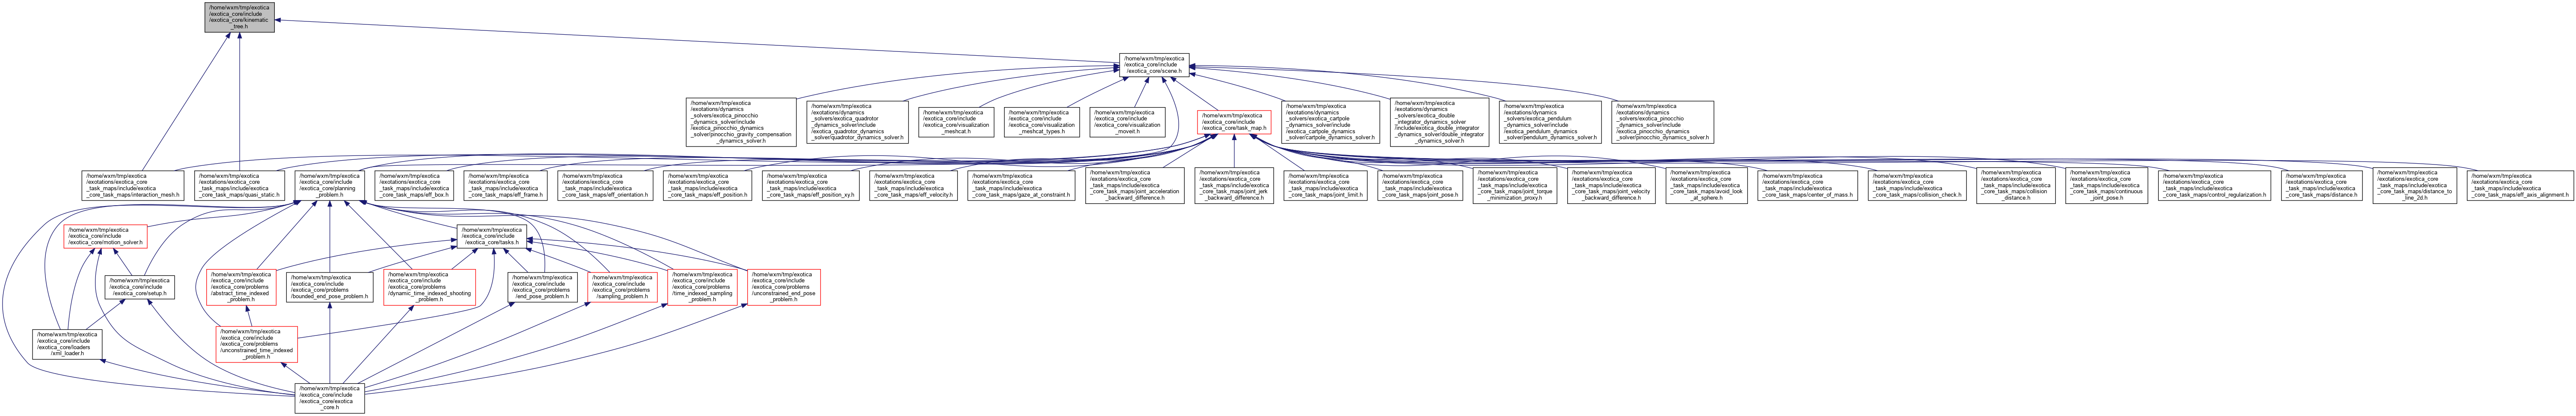 /home/wxm/tmp/exotica
/exotica_core/include
/exotica_core/kinematic
_tree.h
/home/wxm/tmp/exotica
/exotica_core/include
/exotica_core/scene.h
/home/wxm/tmp/exotica
/exotations/dynamics
_solvers/exotica_pinocchio
_dynamics_solver/include
/exotica_pinocchio_dynamics
_solver/pinocchio_gravity_compensation
_dynamics_solver.h
/home/wxm/tmp/exotica
/exotations/dynamics
_solvers/exotica_quadrotor
_dynamics_solver/include
/exotica_quadrotor_dynamics
_solver/quadrotor_dynamics_solver.h
/home/wxm/tmp/exotica
/exotica_core/include
/exotica_core/visualization
_meshcat.h
/home/wxm/tmp/exotica
/exotica_core/include
/exotica_core/visualization
_meshcat_types.h
/home/wxm/tmp/exotica
/exotica_core/include
/exotica_core/visualization
_moveit.h
/home/wxm/tmp/exotica
/exotica_core/include
/exotica_core/task_map.h
/home/wxm/tmp/exotica
/exotations/dynamics
_solvers/exotica_cartpole
_dynamics_solver/include
/exotica_cartpole_dynamics
_solver/cartpole_dynamics_solver.h
/home/wxm/tmp/exotica
/exotations/dynamics
_solvers/exotica_double
_integrator_dynamics_solver
/include/exotica_double_integrator
_dynamics_solver/double_integrator
_dynamics_solver.h
/home/wxm/tmp/exotica
/exotations/dynamics
_solvers/exotica_pendulum
_dynamics_solver/include
/exotica_pendulum_dynamics
_solver/pendulum_dynamics_solver.h
/home/wxm/tmp/exotica
/exotations/dynamics
_solvers/exotica_pinocchio
_dynamics_solver/include
/exotica_pinocchio_dynamics
_solver/pinocchio_dynamics_solver.h
/home/wxm/tmp/exotica
/exotations/exotica_core
_task_maps/include/exotica
_core_task_maps/interaction_mesh.h
/home/wxm/tmp/exotica
/exotations/exotica_core
_task_maps/include/exotica
_core_task_maps/quasi_static.h
/home/wxm/tmp/exotica
/exotica_core/include
/exotica_core/planning
_problem.h
/home/wxm/tmp/exotica
/exotations/exotica_core
_task_maps/include/exotica
_core_task_maps/eff_box.h
/home/wxm/tmp/exotica
/exotations/exotica_core
_task_maps/include/exotica
_core_task_maps/eff_frame.h
/home/wxm/tmp/exotica
/exotations/exotica_core
_task_maps/include/exotica
_core_task_maps/eff_orientation.h
/home/wxm/tmp/exotica
/exotations/exotica_core
_task_maps/include/exotica
_core_task_maps/eff_position.h
/home/wxm/tmp/exotica
/exotations/exotica_core
_task_maps/include/exotica
_core_task_maps/eff_position_xy.h
/home/wxm/tmp/exotica
/exotations/exotica_core
_task_maps/include/exotica
_core_task_maps/eff_velocity.h
/home/wxm/tmp/exotica
/exotations/exotica_core
_task_maps/include/exotica
_core_task_maps/gaze_at_constraint.h
/home/wxm/tmp/exotica
/exotations/exotica_core
_task_maps/include/exotica
_core_task_maps/joint_acceleration
_backward_difference.h
/home/wxm/tmp/exotica
/exotations/exotica_core
_task_maps/include/exotica
_core_task_maps/joint_jerk
_backward_difference.h
/home/wxm/tmp/exotica
/exotations/exotica_core
_task_maps/include/exotica
_core_task_maps/joint_limit.h
/home/wxm/tmp/exotica
/exotations/exotica_core
_task_maps/include/exotica
_core_task_maps/joint_pose.h
/home/wxm/tmp/exotica
/exotations/exotica_core
_task_maps/include/exotica
_core_task_maps/joint_torque
_minimization_proxy.h
/home/wxm/tmp/exotica
/exotations/exotica_core
_task_maps/include/exotica
_core_task_maps/joint_velocity
_backward_difference.h
/home/wxm/tmp/exotica
/exotations/exotica_core
_task_maps/include/exotica
_core_task_maps/avoid_look
_at_sphere.h
/home/wxm/tmp/exotica
/exotations/exotica_core
_task_maps/include/exotica
_core_task_maps/center_of_mass.h
/home/wxm/tmp/exotica
/exotations/exotica_core
_task_maps/include/exotica
_core_task_maps/collision_check.h
/home/wxm/tmp/exotica
/exotations/exotica_core
_task_maps/include/exotica
_core_task_maps/collision
_distance.h
/home/wxm/tmp/exotica
/exotations/exotica_core
_task_maps/include/exotica
_core_task_maps/continuous
_joint_pose.h
/home/wxm/tmp/exotica
/exotations/exotica_core
_task_maps/include/exotica
_core_task_maps/control_regularization.h
/home/wxm/tmp/exotica
/exotations/exotica_core
_task_maps/include/exotica
_core_task_maps/distance.h
/home/wxm/tmp/exotica
/exotations/exotica_core
_task_maps/include/exotica
_core_task_maps/distance_to
_line_2d.h
/home/wxm/tmp/exotica
/exotations/exotica_core
_task_maps/include/exotica
_core_task_maps/eff_axis_alignment.h
/home/wxm/tmp/exotica
/exotica_core/include
/exotica_core/motion_solver.h
/home/wxm/tmp/exotica
/exotica_core/include
/exotica_core/tasks.h
/home/wxm/tmp/exotica
/exotica_core/include
/exotica_core/setup.h
/home/wxm/tmp/exotica
/exotica_core/include
/exotica_core/problems
/abstract_time_indexed
_problem.h
/home/wxm/tmp/exotica
/exotica_core/include
/exotica_core/problems
/bounded_end_pose_problem.h
/home/wxm/tmp/exotica
/exotica_core/include
/exotica_core/problems
/dynamic_time_indexed_shooting
_problem.h
/home/wxm/tmp/exotica
/exotica_core/include
/exotica_core/problems
/end_pose_problem.h
/home/wxm/tmp/exotica
/exotica_core/include
/exotica_core/problems
/sampling_problem.h
/home/wxm/tmp/exotica
/exotica_core/include
/exotica_core/problems
/time_indexed_sampling
_problem.h
/home/wxm/tmp/exotica
/exotica_core/include
/exotica_core/problems
/unconstrained_end_pose
_problem.h
/home/wxm/tmp/exotica
/exotica_core/include
/exotica_core/loaders
/xml_loader.h
/home/wxm/tmp/exotica
/exotica_core/include
/exotica_core/problems
/unconstrained_time_indexed
_problem.h
/home/wxm/tmp/exotica
/exotica_core/include
/exotica_core/exotica
_core.h